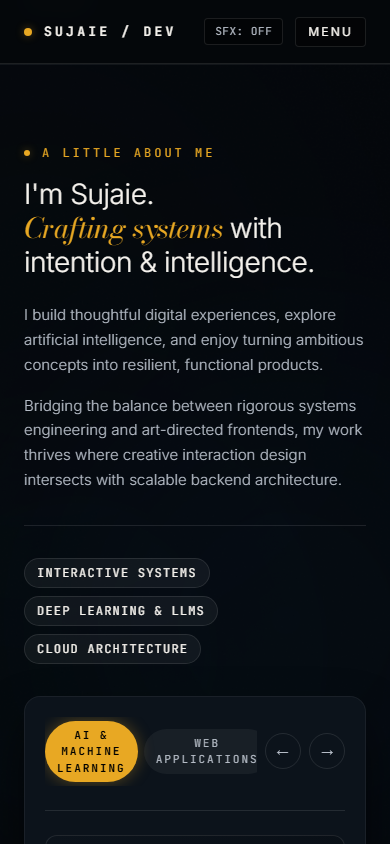 SUJAIE / DEV
SFX: OFF
MENU
A LITTLE ABOUT ME
I'm Sujaie.
Crafting systems with
intention & intelligence.
I build thoughtful digital experiences, explore
artificial intelligence, and enjoy turning ambitious
concepts into resilient, functional products.
Bridging the balance between rigorous systems
engineering and art-directed frontends, my work
thrives where creative interaction design
intersects with scalable backend architecture.
INTERACTIVE SYSTEMS
DEEP LEARNING & LLMS
CLOUD ARCHITECTURE
AI &
MACHINE
LEARNING
WEB
APPLICATIONS
← →